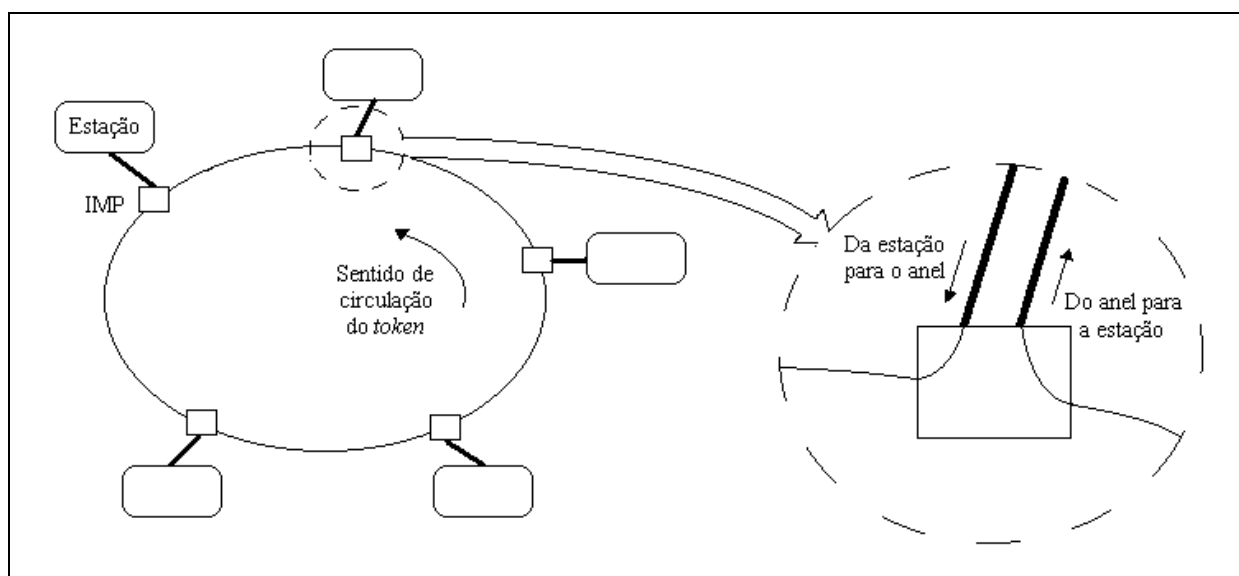 Estação
IMP
Sentido de
circulação
do token
Da estação
para o anel
Do anel para
a estação